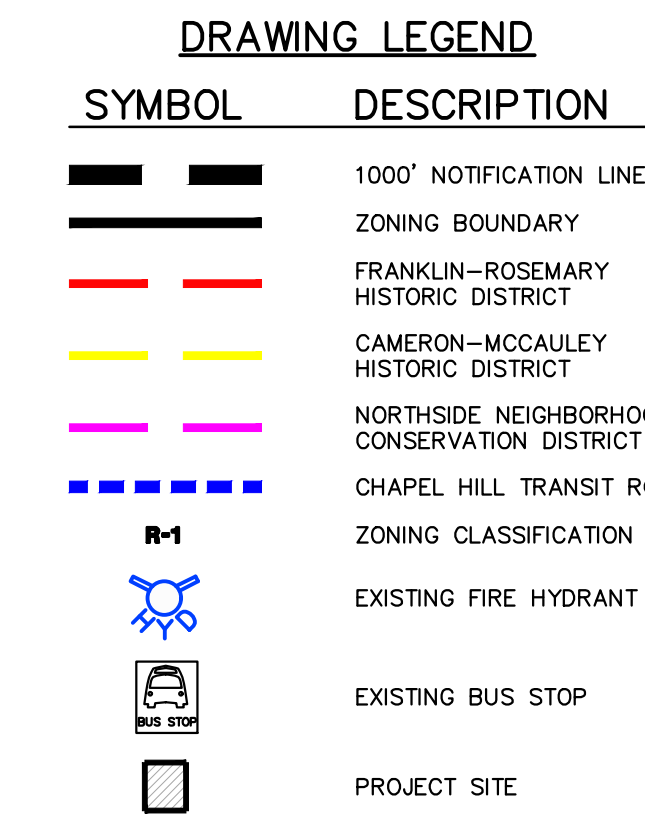 DRAWING LEGEND
SYMBOL DESCRIPTION
1000' NOTIFICATION LINE
ZONING BOUNDARY
FRANKLIN–ROSEMARY
HISTORIC DISTRICT
CAMERON–MCCAULEY
HISTORIC DISTRICT
NORTHSIDE
CONSERVATION DISTRICT
CHAPEL HILL TRANSIT
R-1 ZONING CLASSIFICATION
HYD EXISTING FIRE HYDRANT
BUS STOP EXISTING BUS STOP
PROJECT SITE